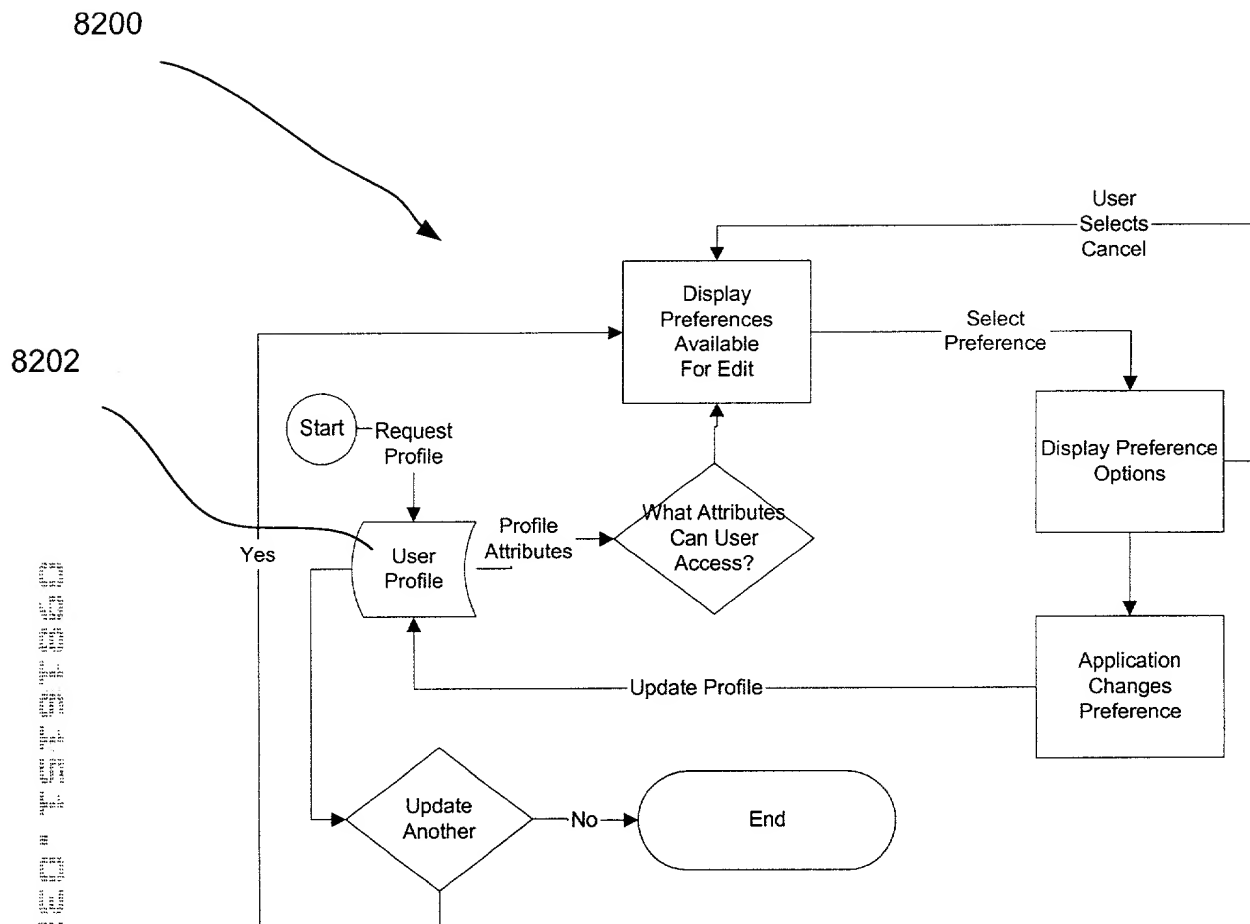 8200
User
Selects
Cancel
Display
Preferences
Available
For Edit
Select
Preference
8202
Start
Request
Profile
Display Preference
Options
What Attributes
Can User
Access?
Profile
Attributes
User
Profile
Yes
Application
Changes
Preference
Update Profile
Update
Another
No
End